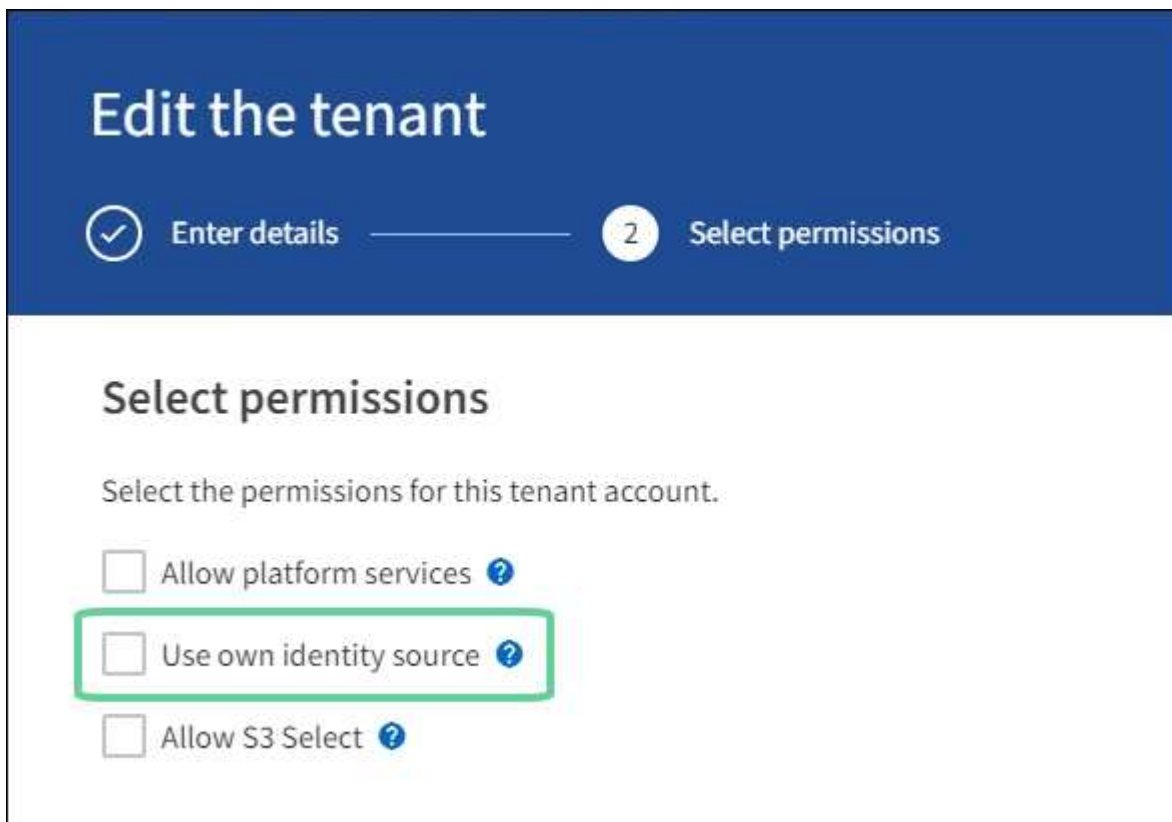 Edit the tenant
Enter details
2 Select permissions
Select permissions
Select the permissions for this tenant account.
Allow platform services ?
Use own identity source ?
Allow S3 Select ?